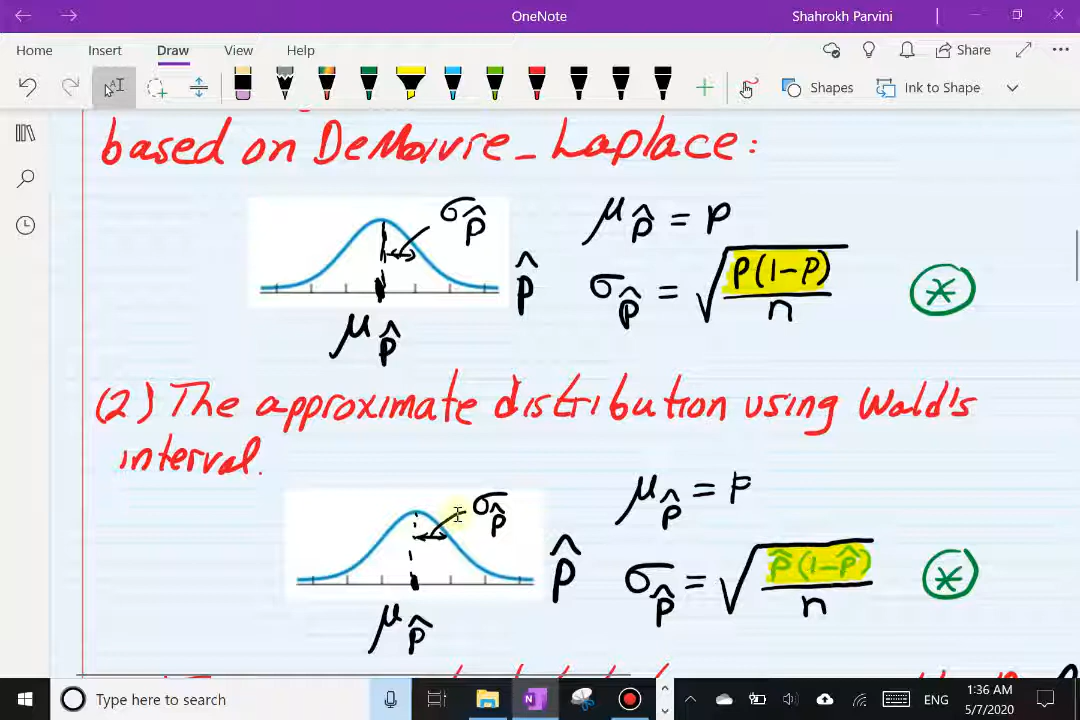 OneNote
Shahrokh Parvini
Home Insert Draw View Help
Share
Shapes
Ink to Shape
based on DeMoivre_Laplace:
σp̂
μp̂ = p
σp̂ = √(p(1-p)/n)
p̂
μp̂
(2) The approximate distribution using Wald's
interval.
σp̂
μp̂ = p
σp̂ = √(p̂(1-p̂)/n)
p̂
μp̂
Type here to search
ENG
1:36 AM
5/7/2020